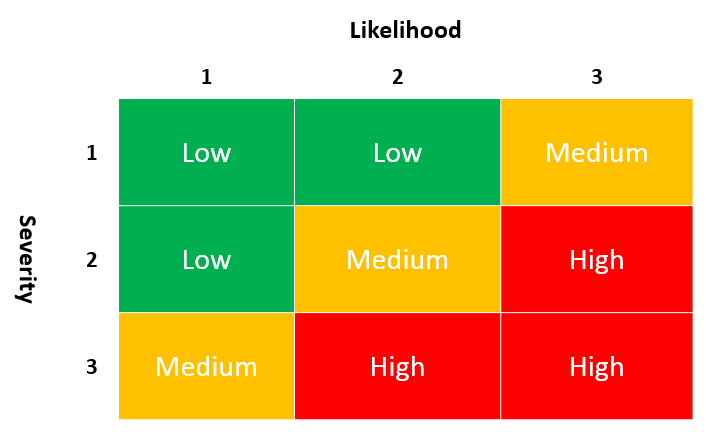 Likelihood
1 2 3
1 Low Low Medium
Severity
2 Low Medium High
3 Medium High High